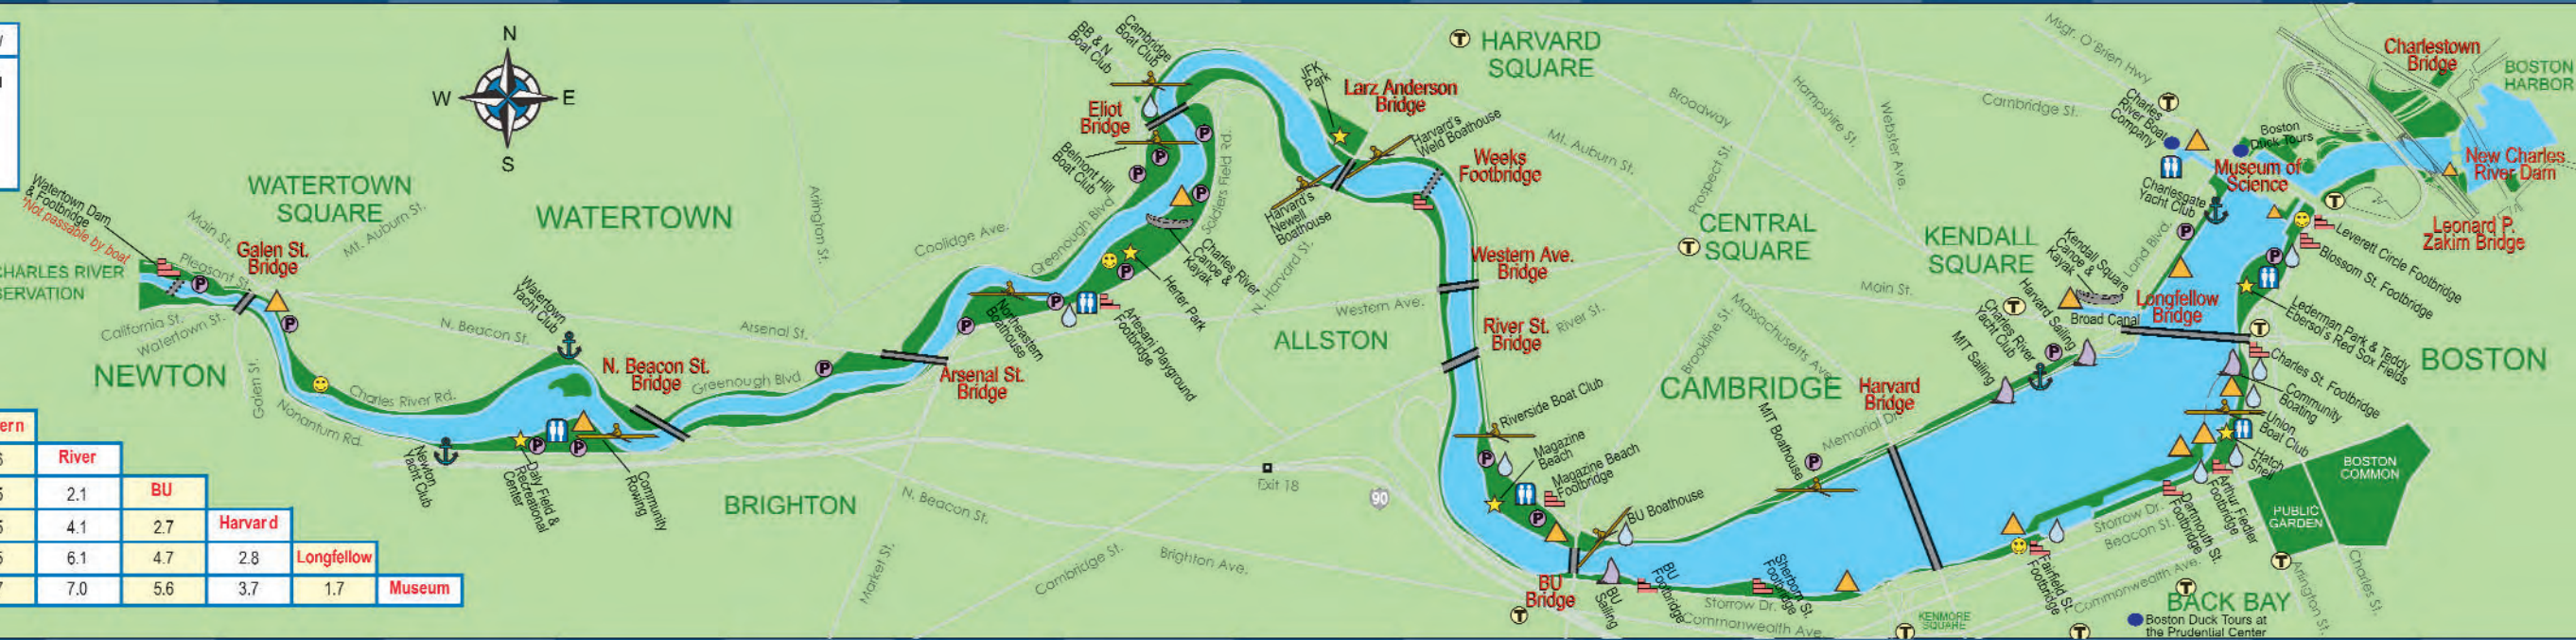 N
W
E
S
Watertown Dam
& Footbridge
*Not passable by boat
CHARLES RIVER
WATERTOWN
SQUARE
Main St.
Pleasant St.
Mt. Auburn St.
Galen St.
Bridge
California St.
Watertown St.
NEWTON
Galen St.
WATERTOWN
N. Beacon St.
Watertown
Yacht Club
Charles River Rd.
Nonantum Rd.
Newton
Yacht Club
P
Daly Field &
Recreational
Center
Community
Rowing
N. Beacon St.
Bridge
Greenough Blvd
Arsenal St.
Arlington St.
BRIGHTON
Market St.
N. Beacon St.
Cambridge St.
Brighton Ave.
Arsenal St.
Bridge
Northeastern
Boathouse
Artesani Playground
Footbridge
Herter Park
Charles River
Canoe &
Kayak
Coolidge Ave.
Greenough Blvd
Soldiers Field Rd.
Belmont Hill
Boat Club
Eliot
Bridge
BB & N
Boat Club
Cambridge
Boat Club
JFK
Park
Larz Anderson
Bridge
Harvard's
Weld Boathouse
Harvard's
Newell
Boathouse
N. Harvard St.
Weeks
Footbridge
T
HARVARD
SQUARE
Mt. Auburn St.
Broadway
Hampshire St.
Webster Ave.
Cambridge St.
Msgr. O'Brien Hwy
Prospect St.
T
CENTRAL
SQUARE
Western Ave.
Western Ave.
Bridge
River St.
Bridge
River St.
ALLSTON
Exit 18
90
Brookline St.
Massachusetts Ave.
Main St.
CAMBRIDGE
Riverside Boat Club
Magazine
Beach
Magazine Beach
Footbridge
BU Boathouse
BU
Bridge
BU
Sailing
BU
Footbridge
Sherborn St.
Footbridge
Storrow Dr.
Commonwealth Ave.
MIT Boathouse
Memorial Dr.
Harvard
Bridge
KENMORE
SQUARE
KENDALL
SQUARE
Kendall Square
Canoe &
Kayak
Land Blvd.
Broad Canal
Harvard Sailing
Charles River
Yacht Club
MIT Sailing
Longfellow
Bridge
Charles
River Boat
Company
Charlesgate
Yacht Club
Boston
Duck Tours
Museum of
Science
Charlestown
Bridge
BOSTON
HARBOR
New Charles
River Dam
Leonard P.
Zakim Bridge
Leverett Circle Footbridge
Blossom St. Footbridge
Lederman Park & Teddy
Ebersol's Red Sox Fields
BOSTON
Charles St. Footbridge
Community
Boating
Union
Boat Club
Hatch
Shell
Arthur Fiedler
Footbridge
Dartmouth St.
Footbridge
Fairfield St.
Footbridge
Storrow Dr.
Beacon St.
Commonwealth Ave.
PUBLIC
GARDEN
BOSTON
COMMON
Arlington St.
Charles St.
BACK BAY
Boston Duck Tours at
the Prudential Center
River
2.1 BU
4.1 2.7 Harvard
6.1 4.7 2.8 Longfellow
7.0 5.6 3.7 1.7 Museum